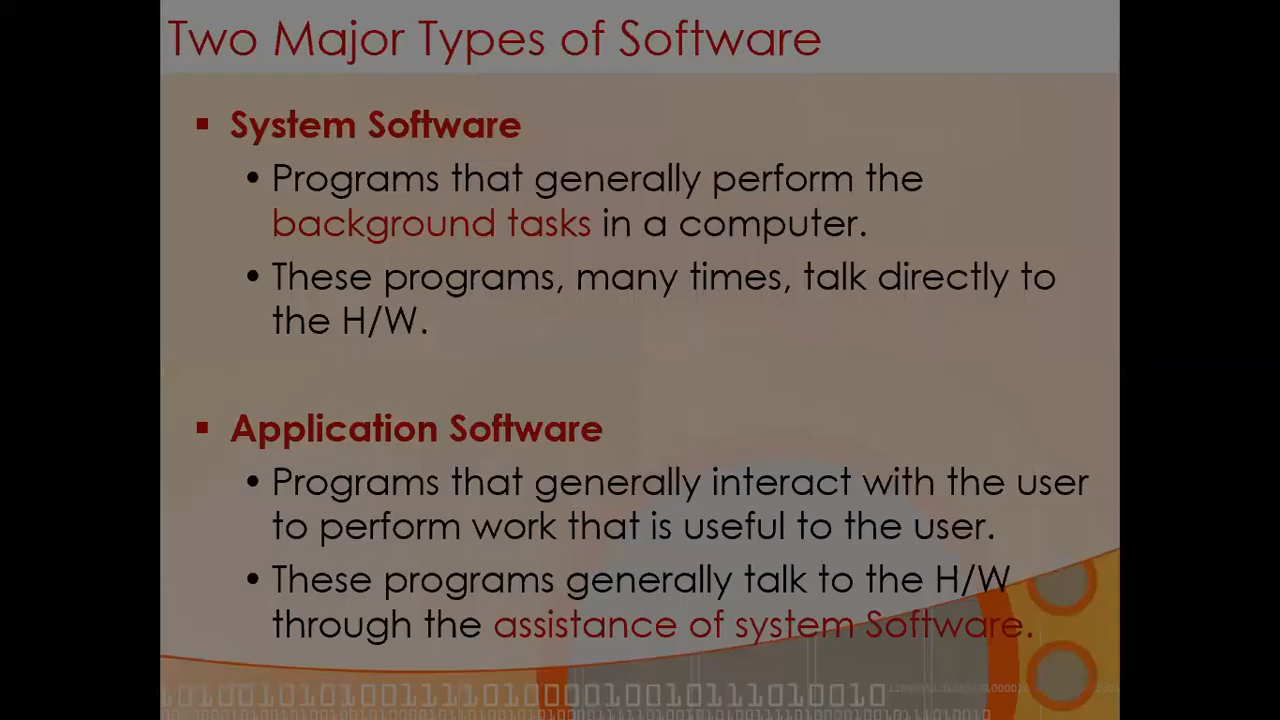 Two Major Types of Software
▪ System Software
• Programs that generally perform the
background tasks in a computer.
• These programs, many times, talk directly to
the H/W.
▪ Application Software
• Programs that generally interact with the user
to perform work that is useful to the user.
• These programs generally talk to the H/W
through the assistance of system Software.